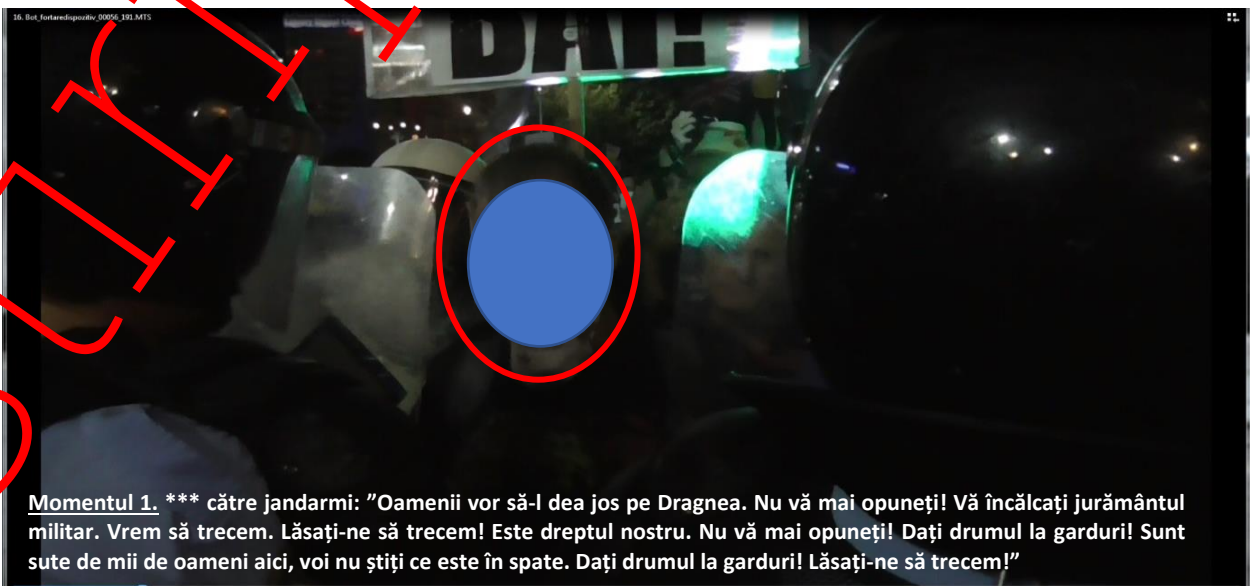 16. Bot_fortaredispozitiv_00056_191.MTS
DAI!
Momentul 1. *** către jandarmi: ”Oamenii vor să-l dea jos pe Dragnea. Nu vă mai opuneți! Vă încălcați jurământul
militar. Vrem să trecem. Lăsați-ne să trecem! Este dreptul nostru. Nu vă mai opuneți! Dați drumul la garduri! Sunt
sute de mii de oameni aici, voi nu știți ce este în spate. Dați drumul la garduri! Lăsați-ne să trecem!”